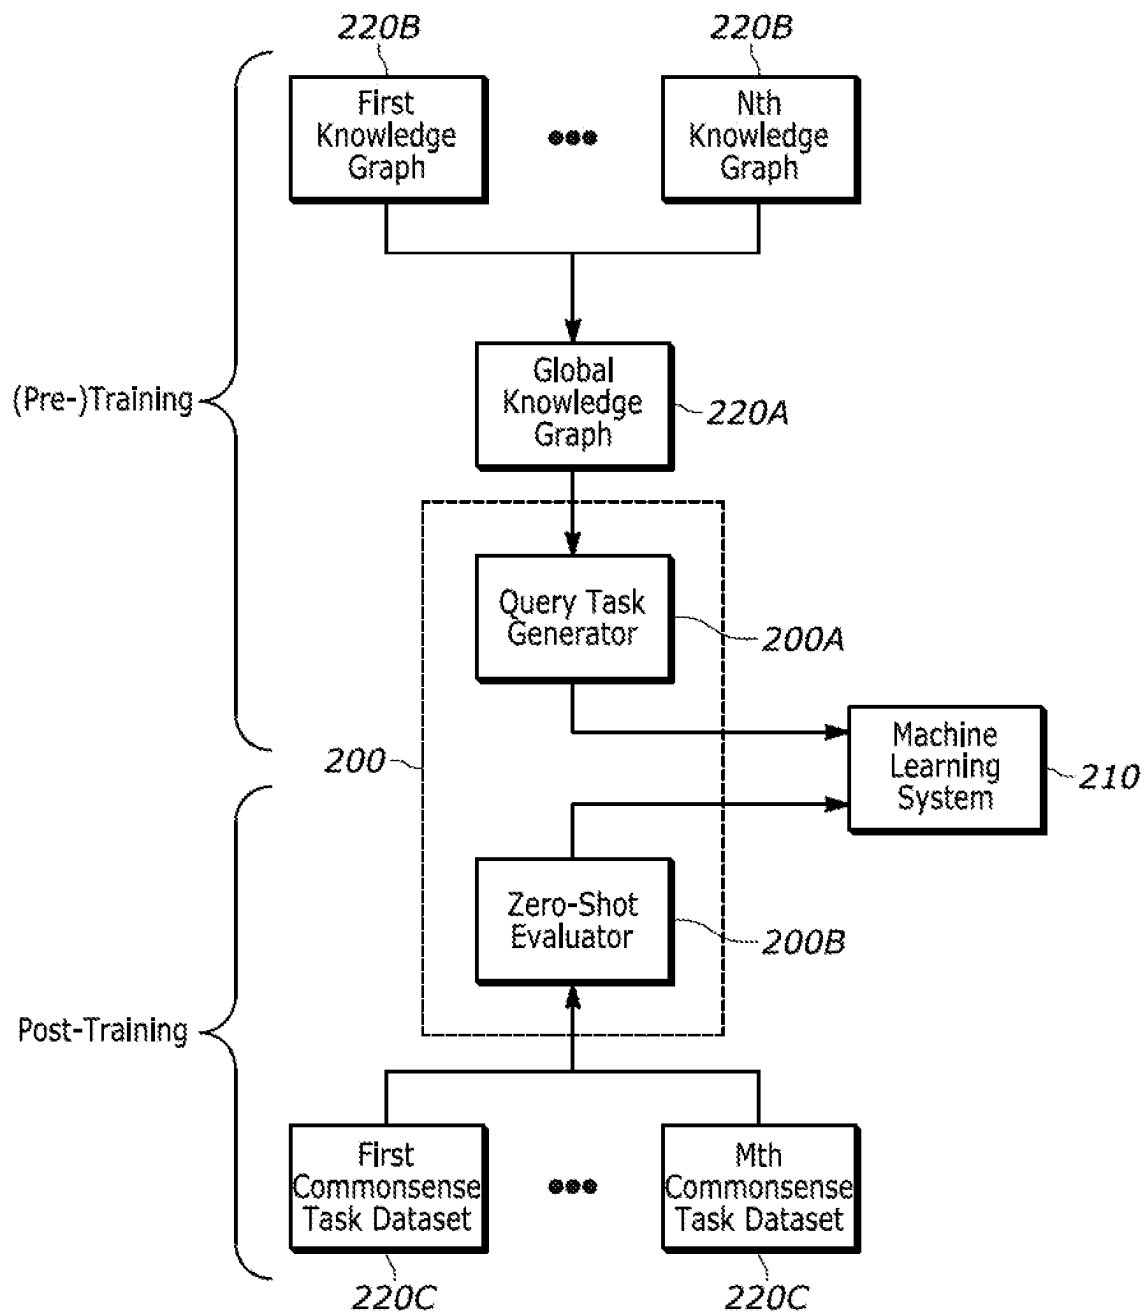 220B
220B
First
Knowledge
Graph
Nth
Knowledge
Graph
(Pre-)Training
Global
Knowledge
Graph
220A
Query Task
Generator
200A
200
Machine
Learning
System
210
Zero-Shot
Evaluator
200B
Post-Training
First
Commonsense
Task Dataset
Mth
Commonsense
Task Dataset
220C
220C